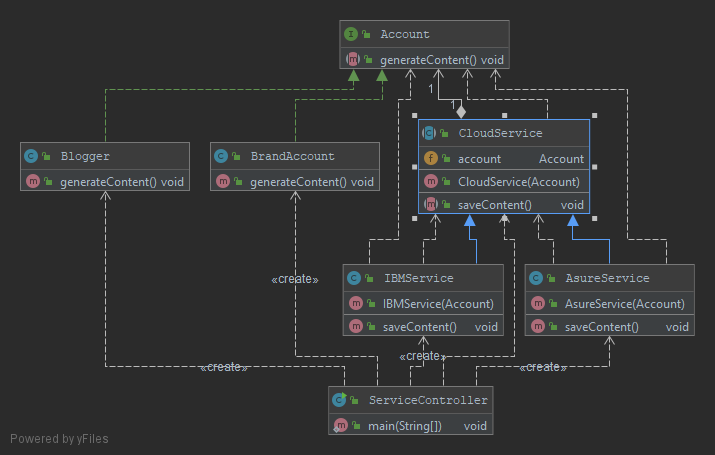 Account
generateContent() void
1
1
CloudService
account Account
CloudService(Account)
saveContent() void
Blogger
generateContent() void
BrandAccount
generateContent() void
«create»
IBMService
IBMService(Account)
saveContent() void
AsureService
AsureService(Account)
saveContent() void
«create»
«create»
«create»
ServiceController
main(String[]) void
Powered by yFiles